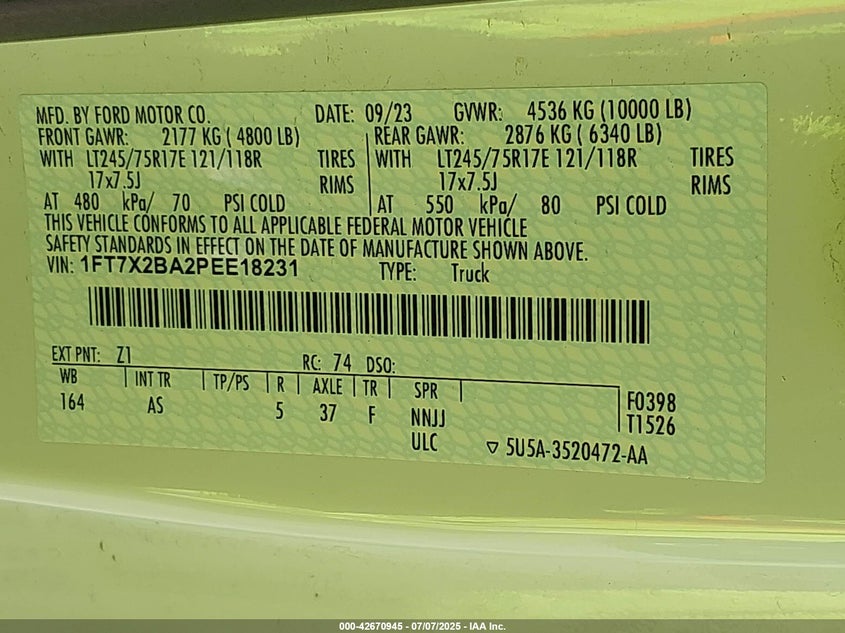 MFD. BY FORD MOTOR CO. DATE: 09/23 GVWR: 4536 KG (10000 LB)
FRONT GAWR: 2177 KG ( 4800 LB) REAR GAWR: 2876 KG ( 6340 LB)
WITH LT245/75R17E 121/118R TIRES WITH LT245/75R17E 121/118R TIRES
17x7.5J RIMS 17x7.5J RIMS
AT 480 kPa/ 70 PSI COLD AT 550 kPa/ 80 PSI COLD
THIS VEHICLE CONFORMS TO ALL APPLICABLE FEDERAL MOTOR VEHICLE
SAFETY STANDARDS IN EFFECT ON THE DATE OF MANUFACTURE SHOWN ABOVE.
VIN: 1FT7X2BA2PEE18231 TYPE: Truck
EXT PNT: Z1 RC: 74 DSO:
WB INT TR TP/PS R AXLE TR SPR
164 AS 5 37 F NNJJ F0398
ULC T1526
▽ 5U5A-3520472-AA
000-42670945 - 07/07/2025 - IAA Inc.